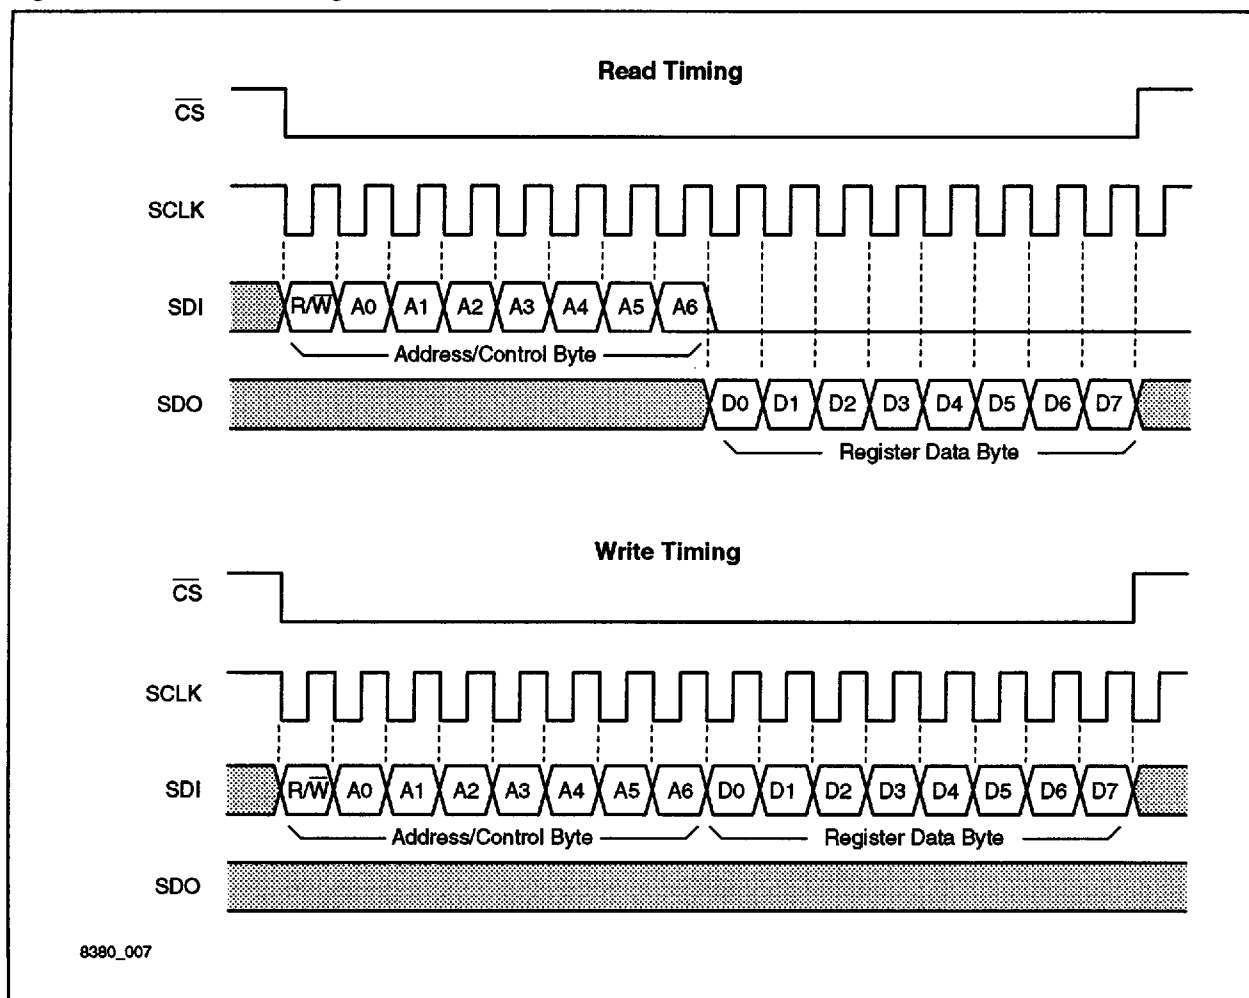 Read Timing
CS
SCLK
SDI R/W A0 A1 A2 A3 A4 A5 A6
Address/Control Byte
SDO D0 D1 D2 D3 D4 D5 D6 D7
Register Data Byte
Write Timing
CS
SCLK
SDI R/W A0 A1 A2 A3 A4 A5 A6 D0 D1 D2 D3 D4 D5 D6 D7
Address/Control Byte Register Data Byte
SDO
8380_007